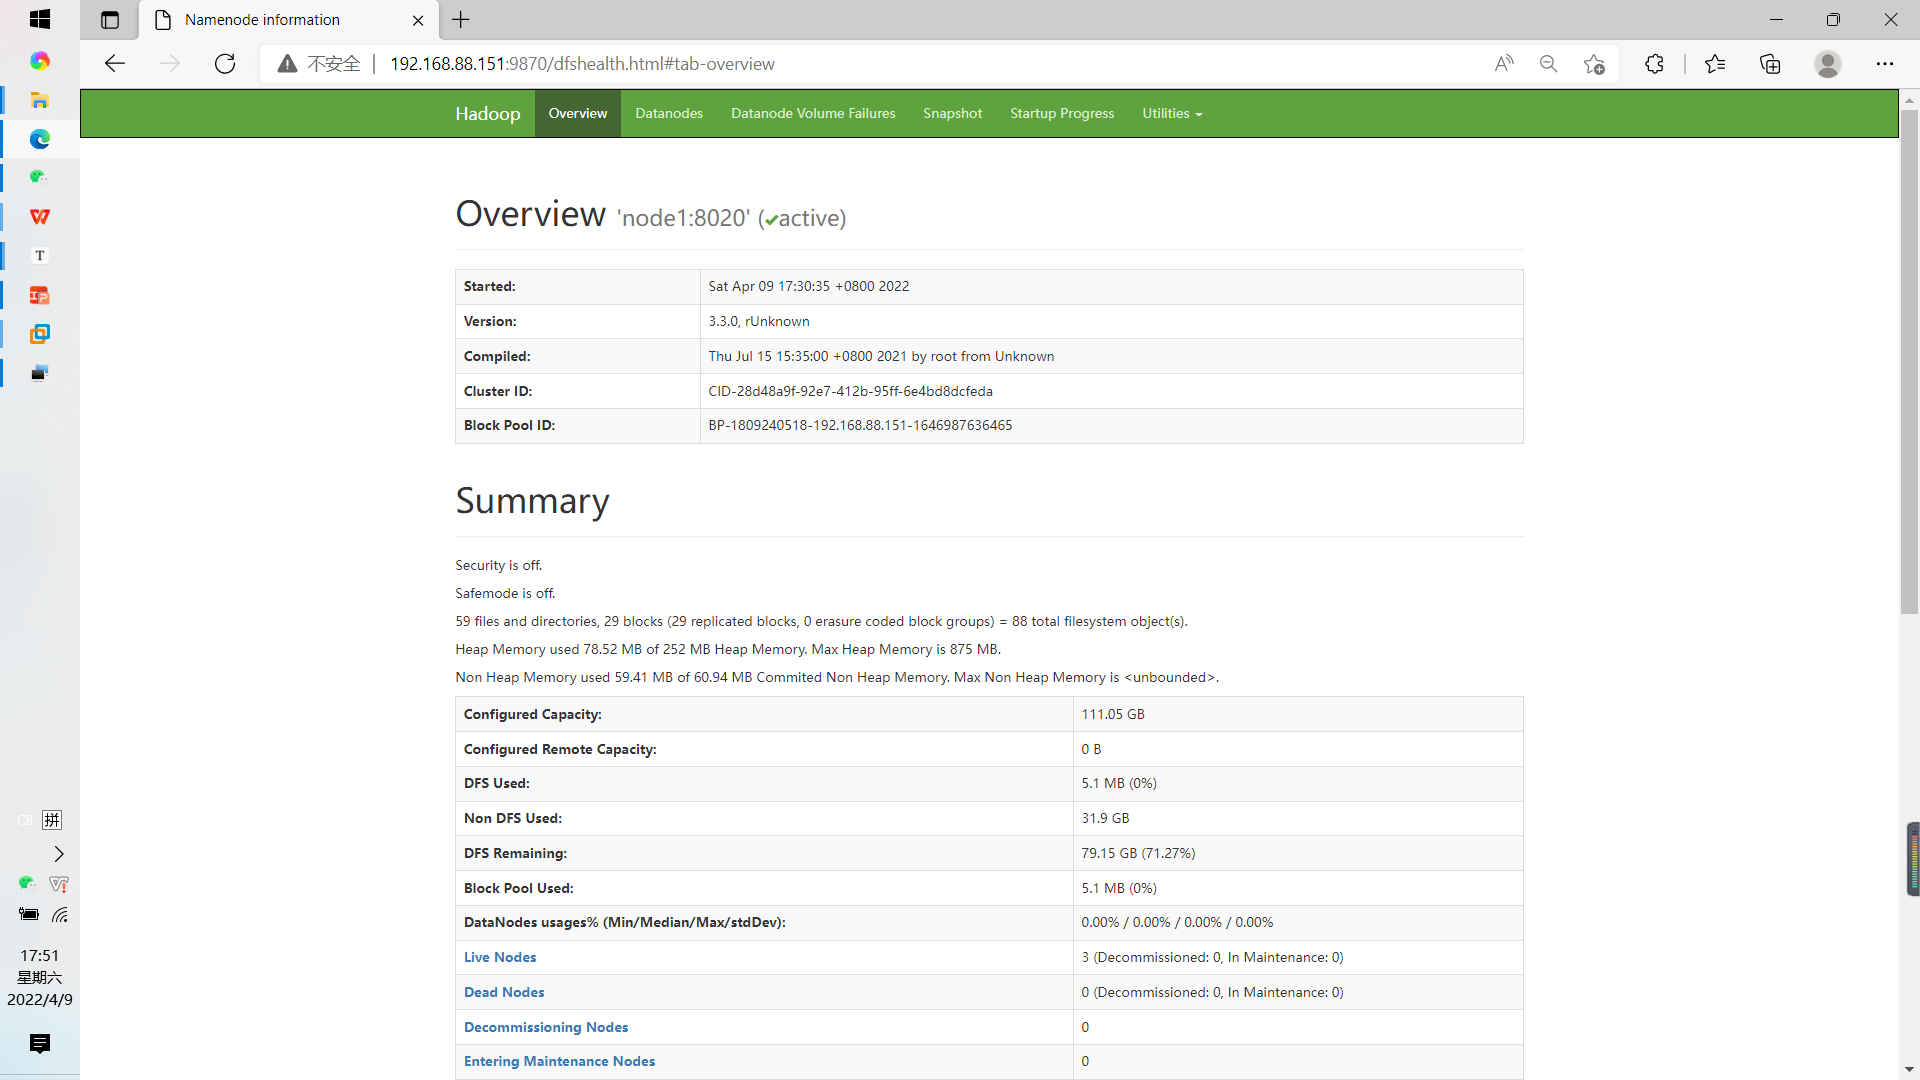 Namenode information
不安全 192.168.88.151:9870/dfshealth.html#tab-overview
Hadoop Overview Datanodes Datanode Volume Failures Snapshot Startup Progress Utilities
Overview 'node1:8020' (✔active)
Started: Sat Apr 09 17:30:35 +0800 2022
Version: 3.3.0, rUnknown
Compiled: Thu Jul 15 15:35:00 +0800 2021 by root from Unknown
Cluster ID: CID-28d48a9f-92e7-412b-95ff-6e4bd8dcfeda
Block Pool ID: BP-1809240518-192.168.88.151-1646987636465
Summary
Security is off.
Safemode is off.
59 files and directories, 29 blocks (29 replicated blocks, 0 erasure coded block groups) = 88 total filesystem object(s).
Heap Memory used 78.52 MB of 252 MB Heap Memory. Max Heap Memory is 875 MB.
Non Heap Memory used 59.41 MB of 60.94 MB Commited Non Heap Memory. Max Non Heap Memory is <unbounded>.
Configured Capacity: 111.05 GB
Configured Remote Capacity: 0 B
DFS Used: 5.1 MB (0%)
Non DFS Used: 31.9 GB
DFS Remaining: 79.15 GB (71.27%)
Block Pool Used: 5.1 MB (0%)
DataNodes usages% (Min/Median/Max/stdDev): 0.00% / 0.00% / 0.00% / 0.00%
Live Nodes 3 (Decommissioned: 0, In Maintenance: 0)
Dead Nodes 0 (Decommissioned: 0, In Maintenance: 0)
Decommissioning Nodes 0
Entering Maintenance Nodes 0
CH 拼
17:51
星期六
2022/4/9